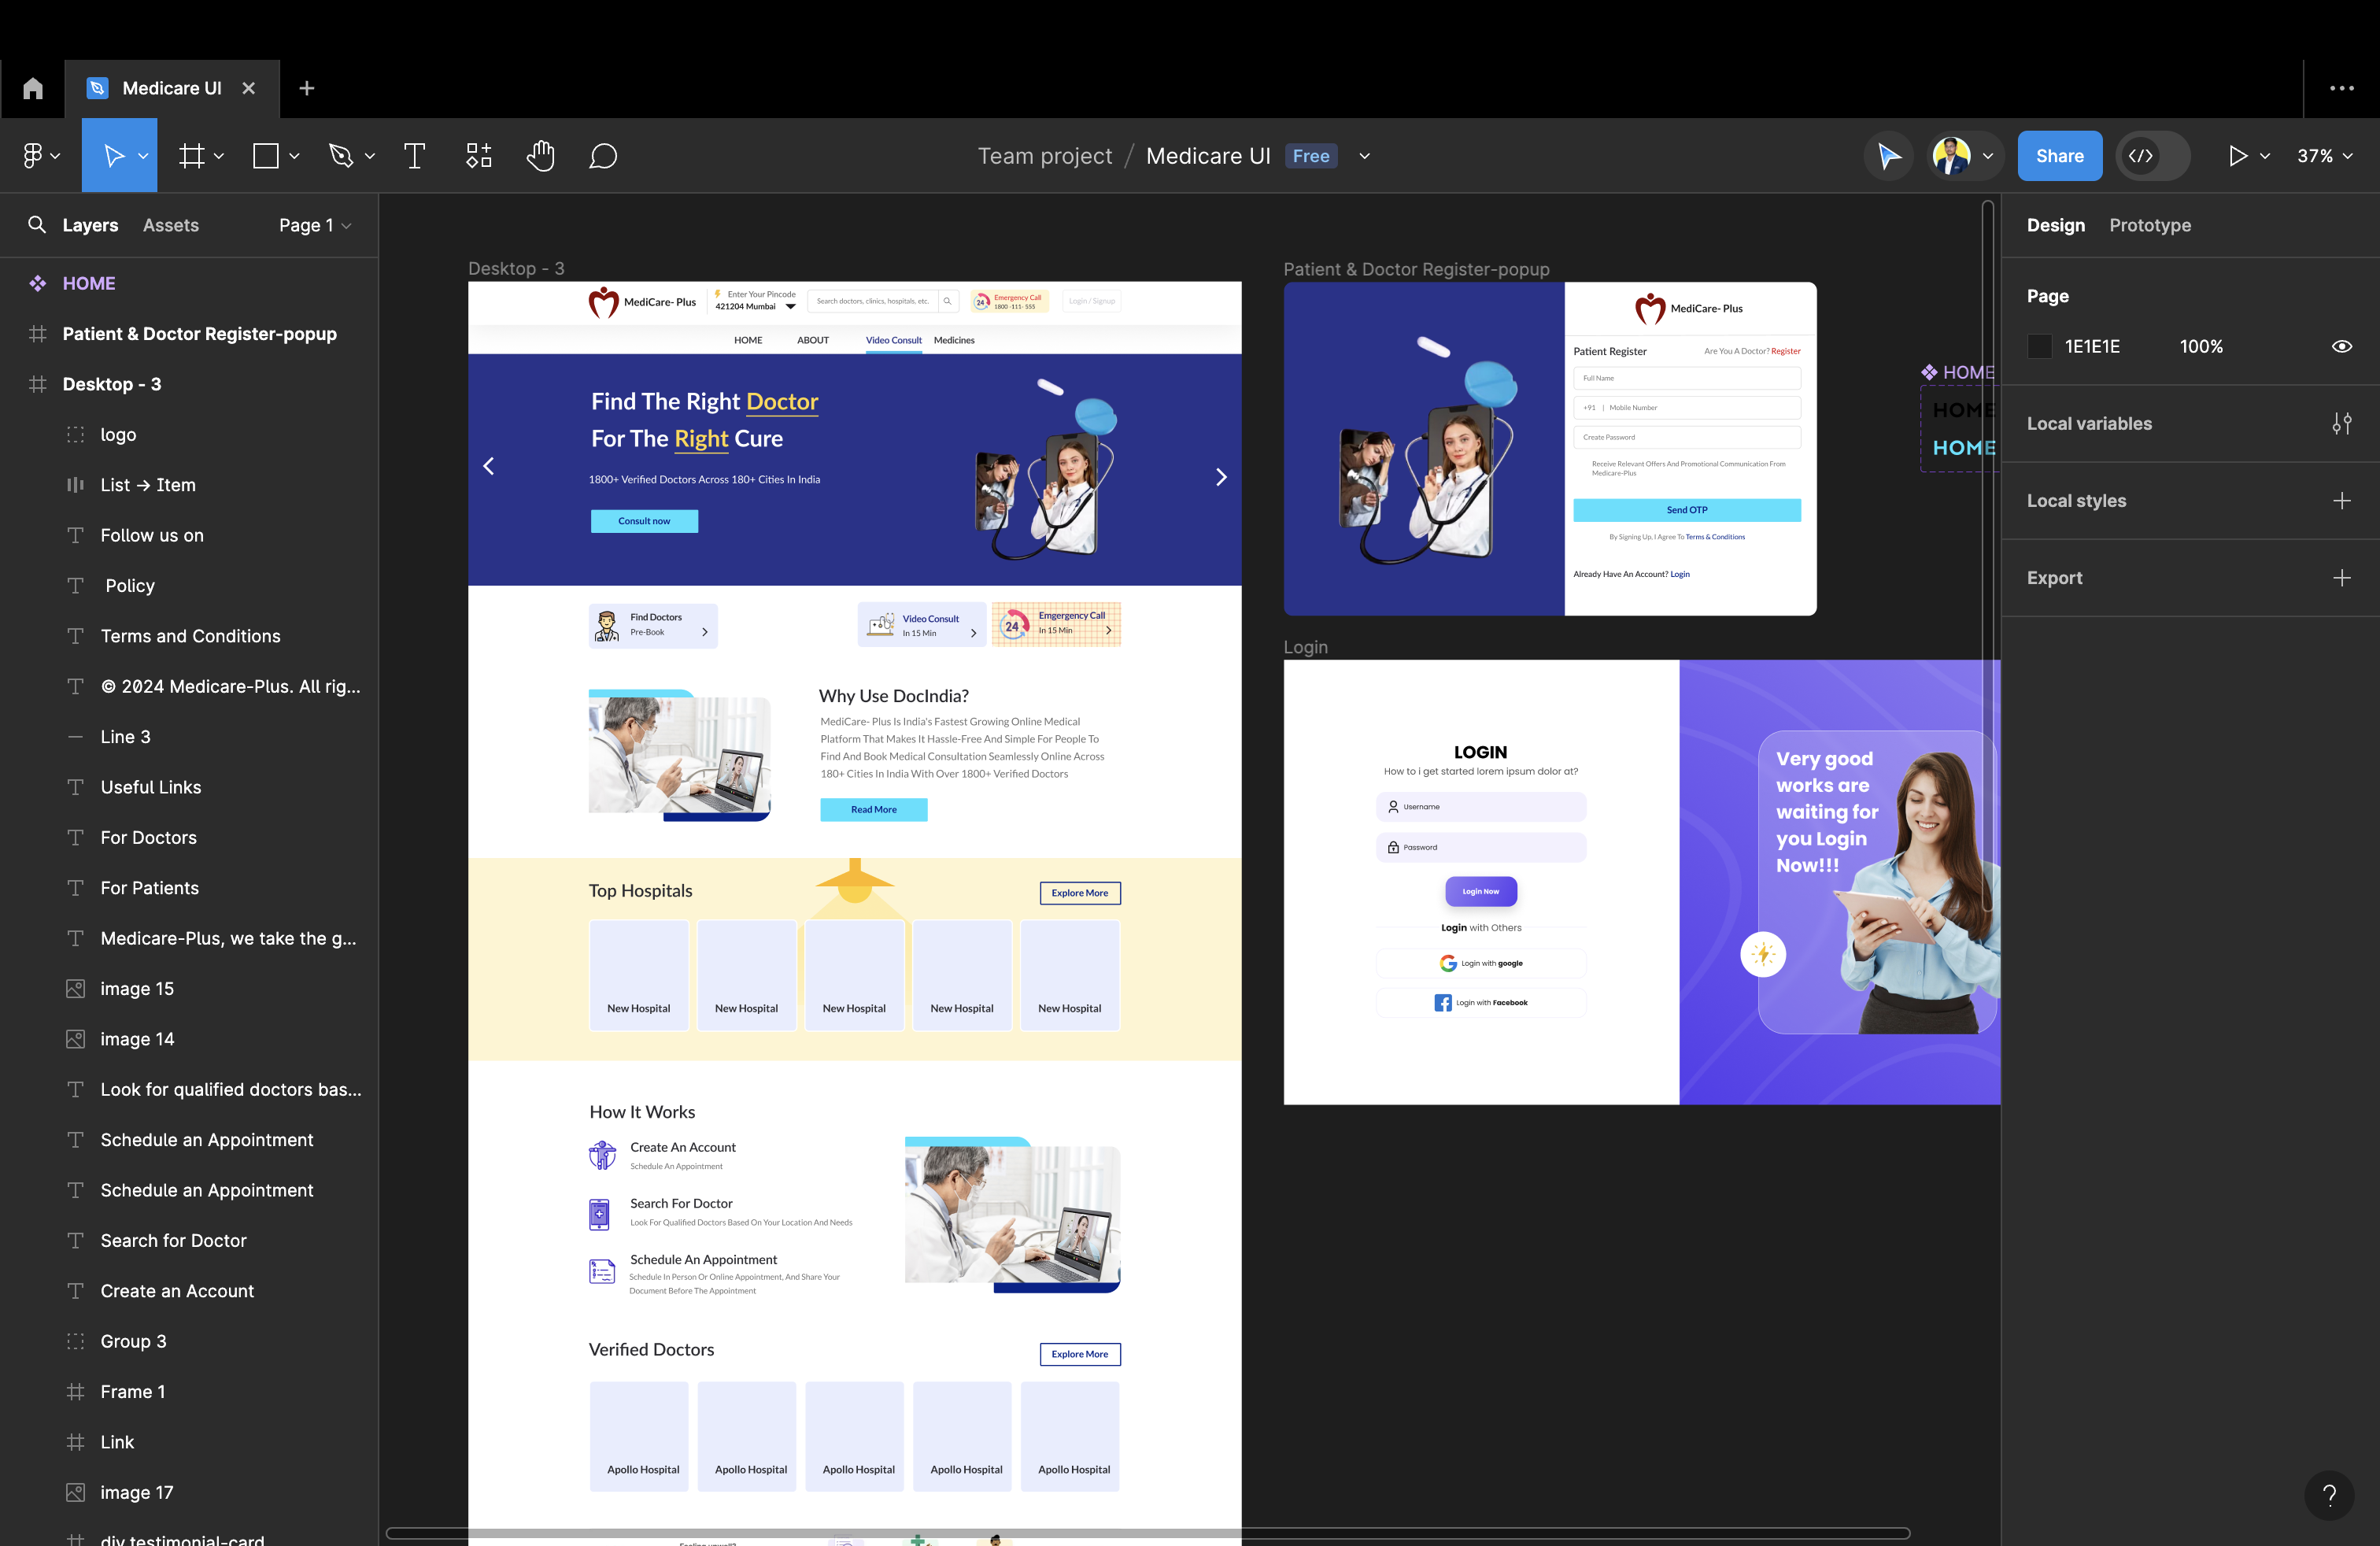 Medicare UI
Team project / Medicare UI Free
Share
37%
Layers
Assets
Page 1
HOME
Patient & Doctor Register-popup
Desktop - 3
logo
List → Item
Follow us on
Policy
Terms and Conditions
© 2024 Medicare-Plus. All rig...
Line 3
Useful Links
For Doctors
For Patients
Medicare-Plus, we take the g...
image 15
image 14
Look for qualified doctors bas...
Schedule an Appointment
Schedule an Appointment
Search for Doctor
Create an Account
Group 3
Frame 1
Link
image 17
div testimonial-card
Desktop - 3
MediCare- Plus
Enter Your Pincode
421204 Mumbai
Search doctors, clinics, hospitals, etc.
24
Emergency Call
1800 -111- 555
Login / Signup
HOME
ABOUT
Video Consult
Medicines
Find The Right Doctor
For The Right Cure
1800+ Verified Doctors Across 180+ Cities In India
Consult now
Find Doctors
Pre-Book
Video Consult
In 15 Min
24
Emgergency Call
In 15 Min
Why Use DocIndia?
MediCare- Plus Is India's Fastest Growing Online Medical
Platform That Makes It Hassle-Free And Simple For People To
Find And Book Medical Consultation Seamlessly Online Across
180+ Cities In India With Over 1800+ Verified Doctors
Read More
Top Hospitals
Explore More
New Hospital
New Hospital
New Hospital
New Hospital
New Hospital
How It Works
Create An Account
Schedule An Appointment
Search For Doctor
Look For Qualified Doctors Based On Your Location And Needs
Schedule An Appointment
Schedule In Person Or Online Appointment, And Share Your
Document Before The Appointment
Verified Doctors
Explore More
Apollo Hospital
Apollo Hospital
Apollo Hospital
Apollo Hospital
Apollo Hospital
Feeling unwell?
Patient & Doctor Register-popup
MediCare- Plus
Patient Register
Are You A Doctor? Register
Full Name
+91 | Mobile Number
Create Password
Receive Relevant Offers And Promotional Communication From
Medicare-Plus
Send OTP
By Signing Up, I Agree To Terms & Conditions
Already Have An Account? Login
HOME
HOME
HOME
Login
LOGIN
How to i get started lorem ipsum dolor at?
Username
Password
Login Now
Login with Others
Login with google
Login with Facebook
Very good
works are
waiting for
you Login
Now!!!
Design
Prototype
Page
1E1E1E
100%
Local variables
Local styles
Export
?